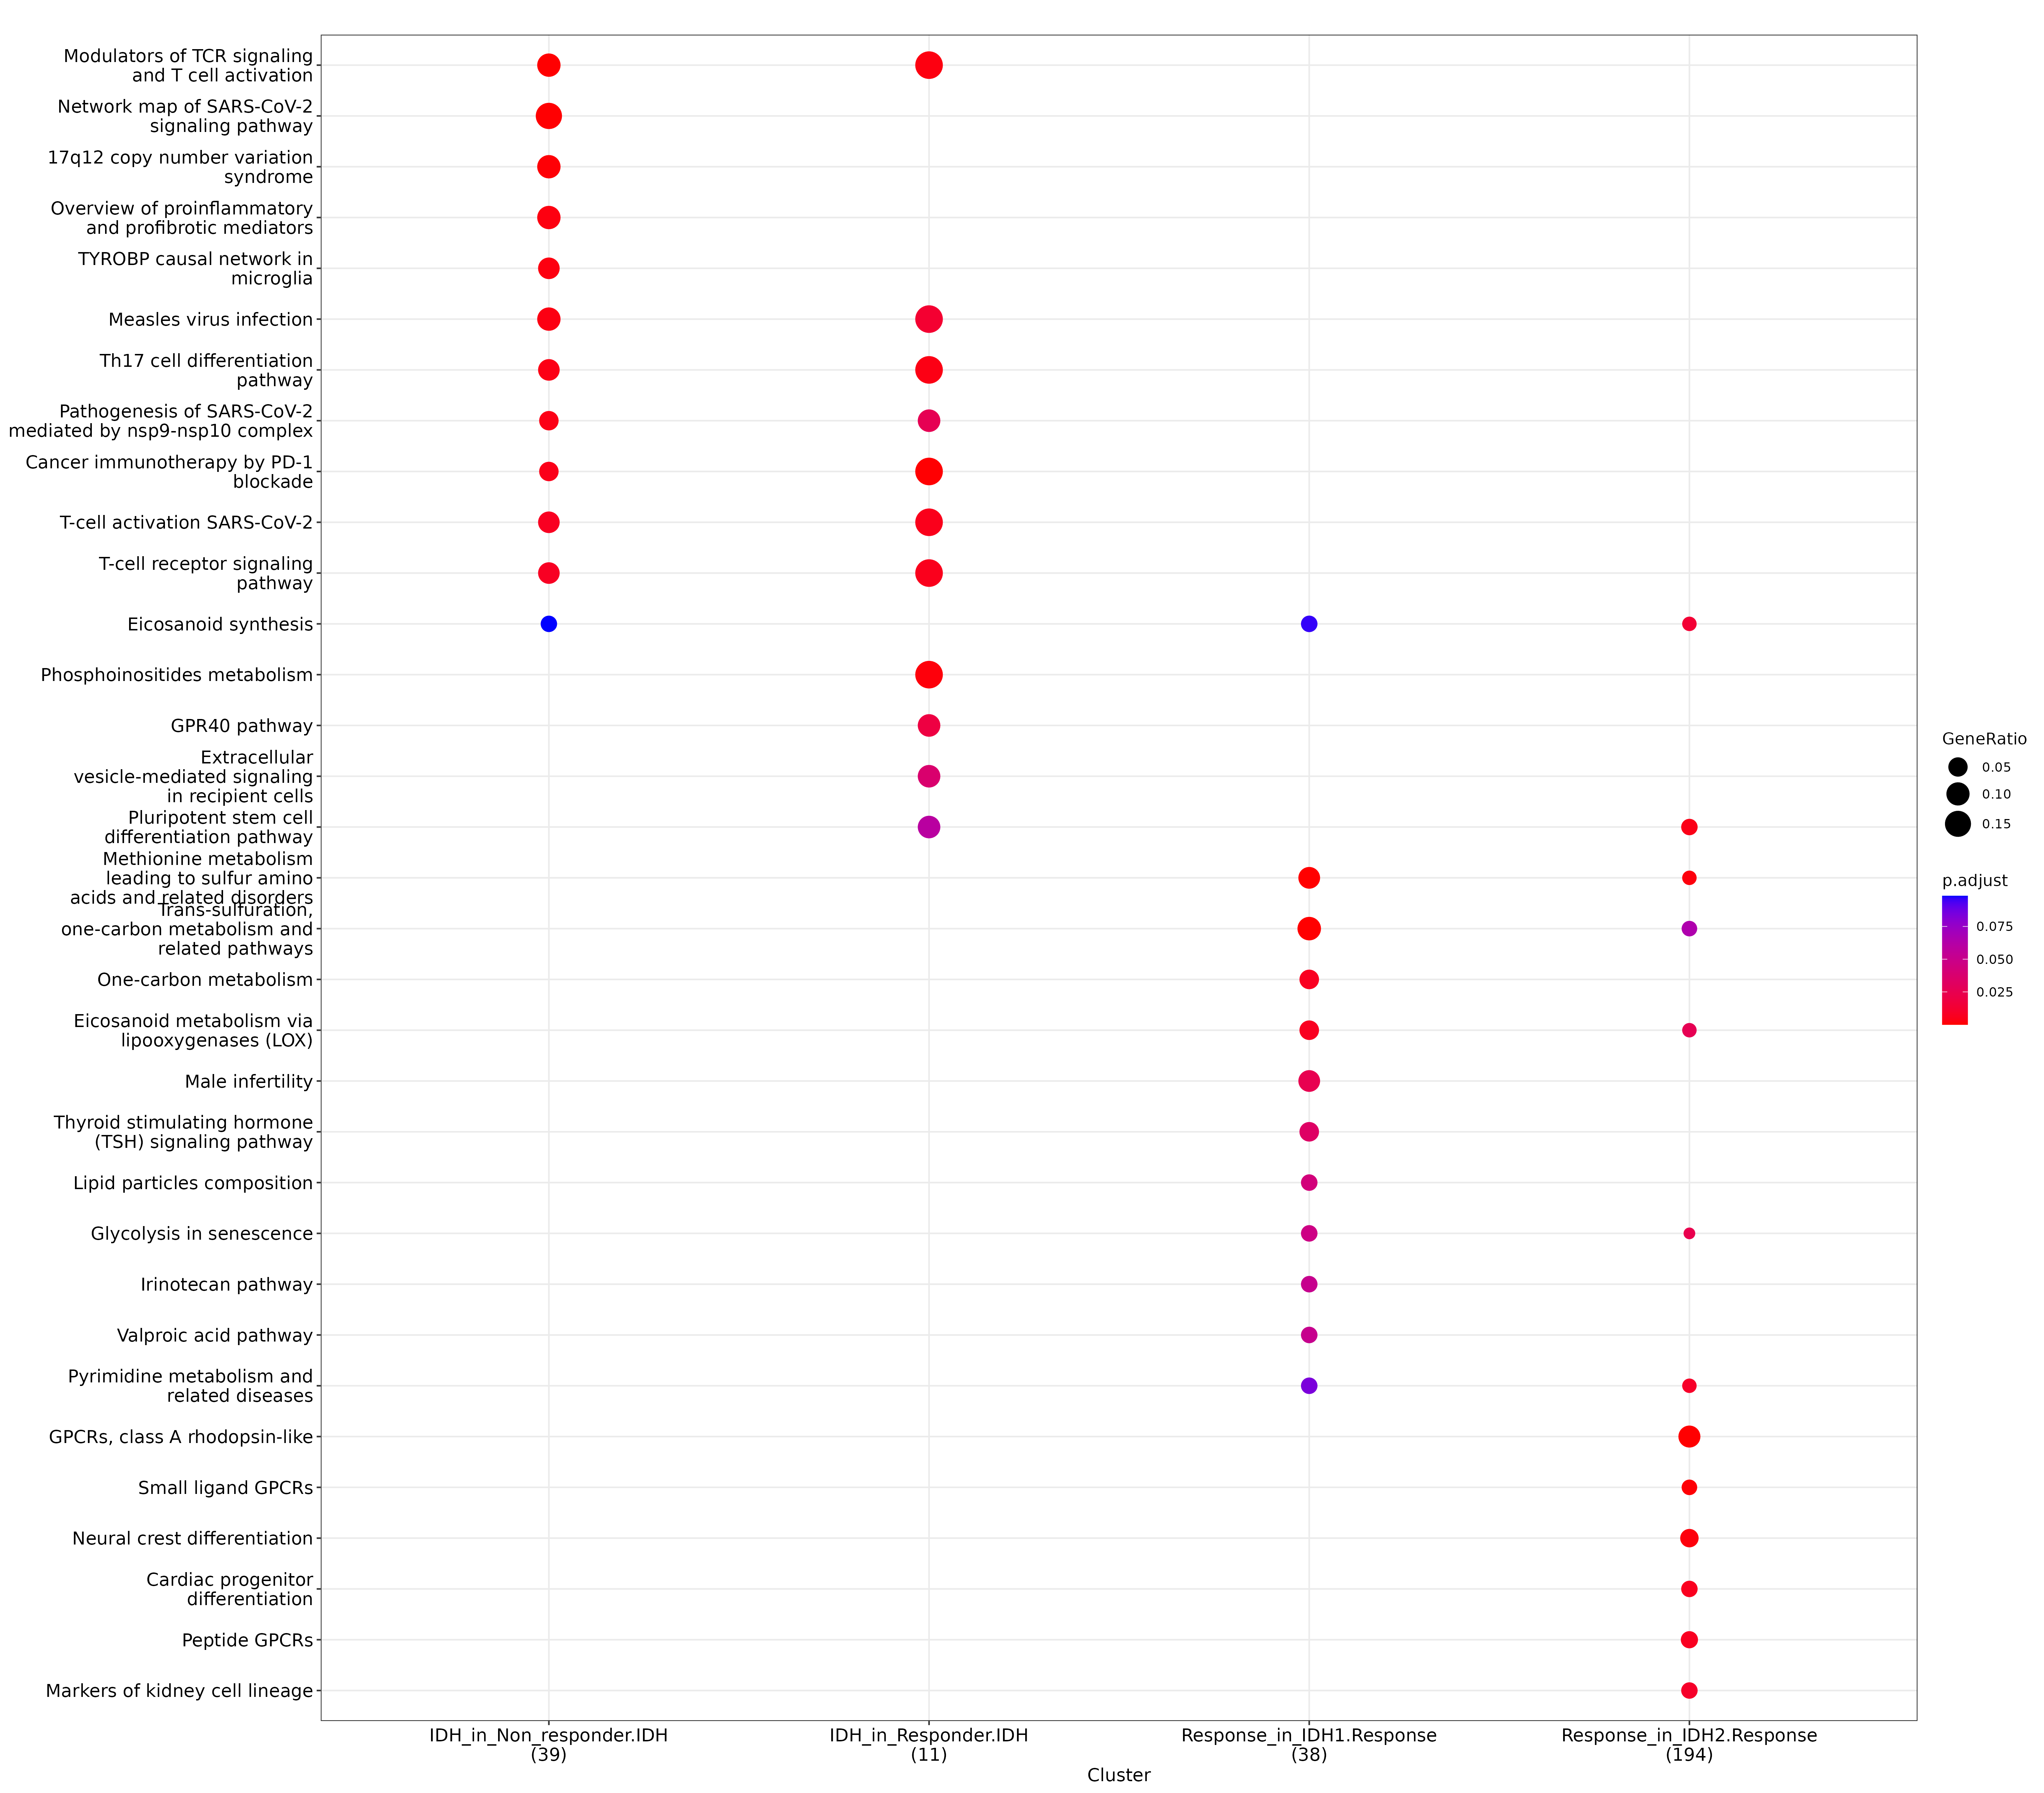 Modulators of TCR signaling
and T cell activation
Network map of SARS-CoV-2
signaling pathway
17q12 copy number variation
syndrome
Overview of proinflammatory
and profibrotic mediators
TYROBP causal network in
microglia
Measles virus infection
Th17 cell differentiation
pathway
Pathogenesis of SARS-CoV-2
mediated by nsp9-nsp10 complex
Cancer immunotherapy by PD-1
blockade
T-cell activation SARS-CoV-2
T-cell receptor signaling
pathway
Eicosanoid synthesis
Phosphoinositides metabolism
GPR40 pathway
Extracellular
vesicle-mediated signaling
in recipient cells
Pluripotent stem cell
differentiation pathway
Methionine metabolism
leading to sulfur amino
acids and related disorders
Trans-sulfuration,
one-carbon metabolism and
related pathways
One-carbon metabolism
Eicosanoid metabolism via
lipooxygenases (LOX)
Male infertility
Thyroid stimulating hormone
(TSH) signaling pathway
Lipid particles composition
Glycolysis in senescence
Irinotecan pathway
Valproic acid pathway
Pyrimidine metabolism and
related diseases
GPCRs, class A rhodopsin-like
Small ligand GPCRs
Neural crest differentiation
Cardiac progenitor
differentiation
Peptide GPCRs
Markers of kidney cell lineage
IDH_in_Non_responder.IDH
(39)
IDH_in_Responder.IDH
(11)
Response_in_IDH1.Response
(38)
Response_in_IDH2.Response
(194)
Cluster
GeneRatio
0.05
0.10
0.15
p.adjust
0.075
0.050
0.025